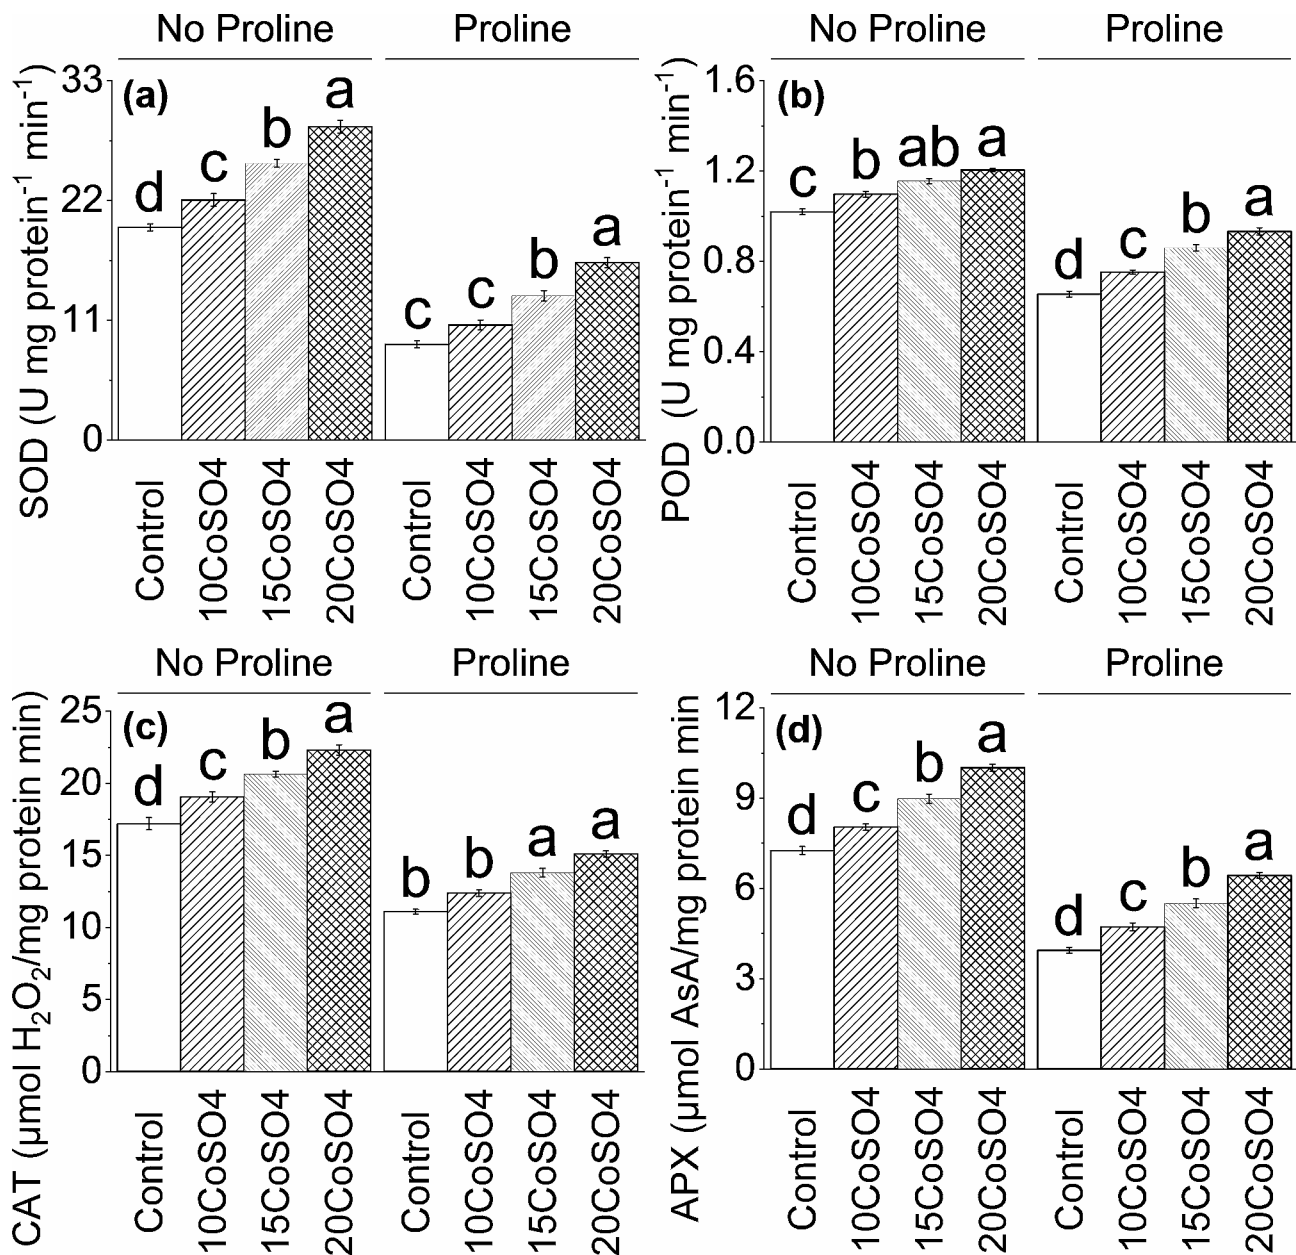 No Proline
Proline
SOD (U mg protein⁻¹ min⁻¹)
33
22
11
0
(a)
d
c
b
a
c
c
b
a
Control
10CoSO4
15CoSO4
20CoSO4
Control
10CoSO4
15CoSO4
20CoSO4
No Proline
Proline
POD (U mg protein⁻¹ min⁻¹)
1.6
1.2
0.8
0.4
0.0
(b)
c
b
ab
a
d
c
b
a
Control
10CoSO4
15CoSO4
20CoSO4
Control
10CoSO4
15CoSO4
20CoSO4
No Proline
Proline
CAT (µmol H₂O₂/mg protein min)
25
20
15
10
5
0
(c)
d
c
b
a
b
b
a
a
Control
10CoSO4
15CoSO4
20CoSO4
Control
10CoSO4
15CoSO4
20CoSO4
No Proline
Proline
APX (µmol AsA/mg protein min
12
9
6
3
0
(d)
d
c
b
a
d
c
b
a
Control
10CoSO4
15CoSO4
20CoSO4
Control
10CoSO4
15CoSO4
20CoSO4